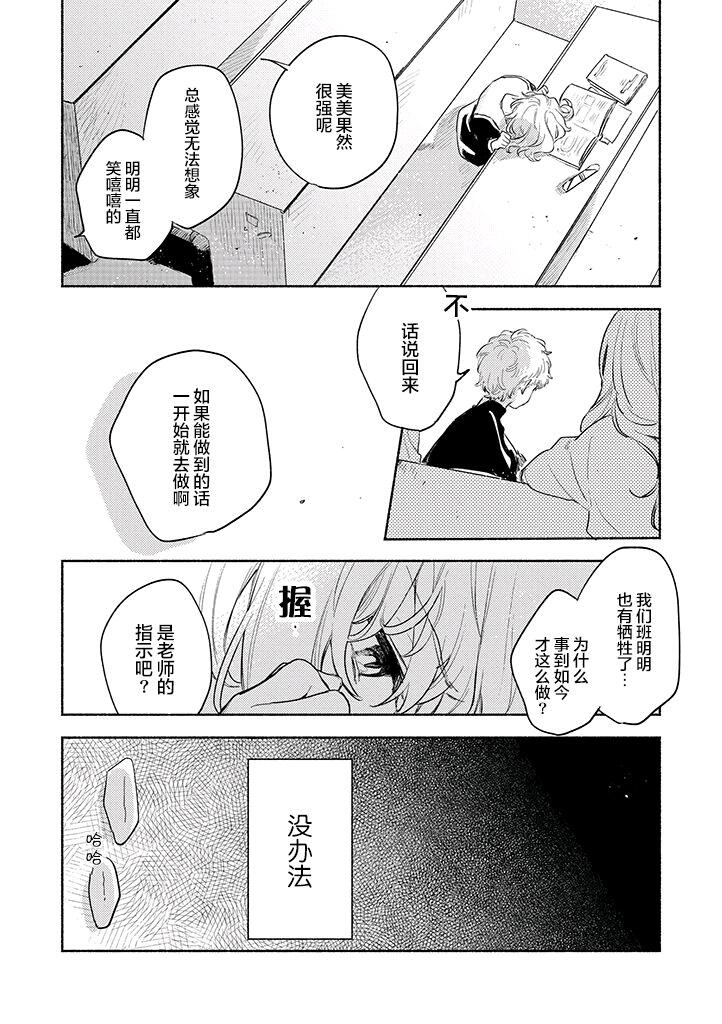 美美果然
很强呢
总感觉无法想象
明明一直都
笑嘻嘻的
不
话说回来
如果能做到的话
一开始就去做啊
我们班明明
也有牺牲了…
为什么
事到如今
才这么做？
握
是老师的
指示吧？
没办法
哈哈